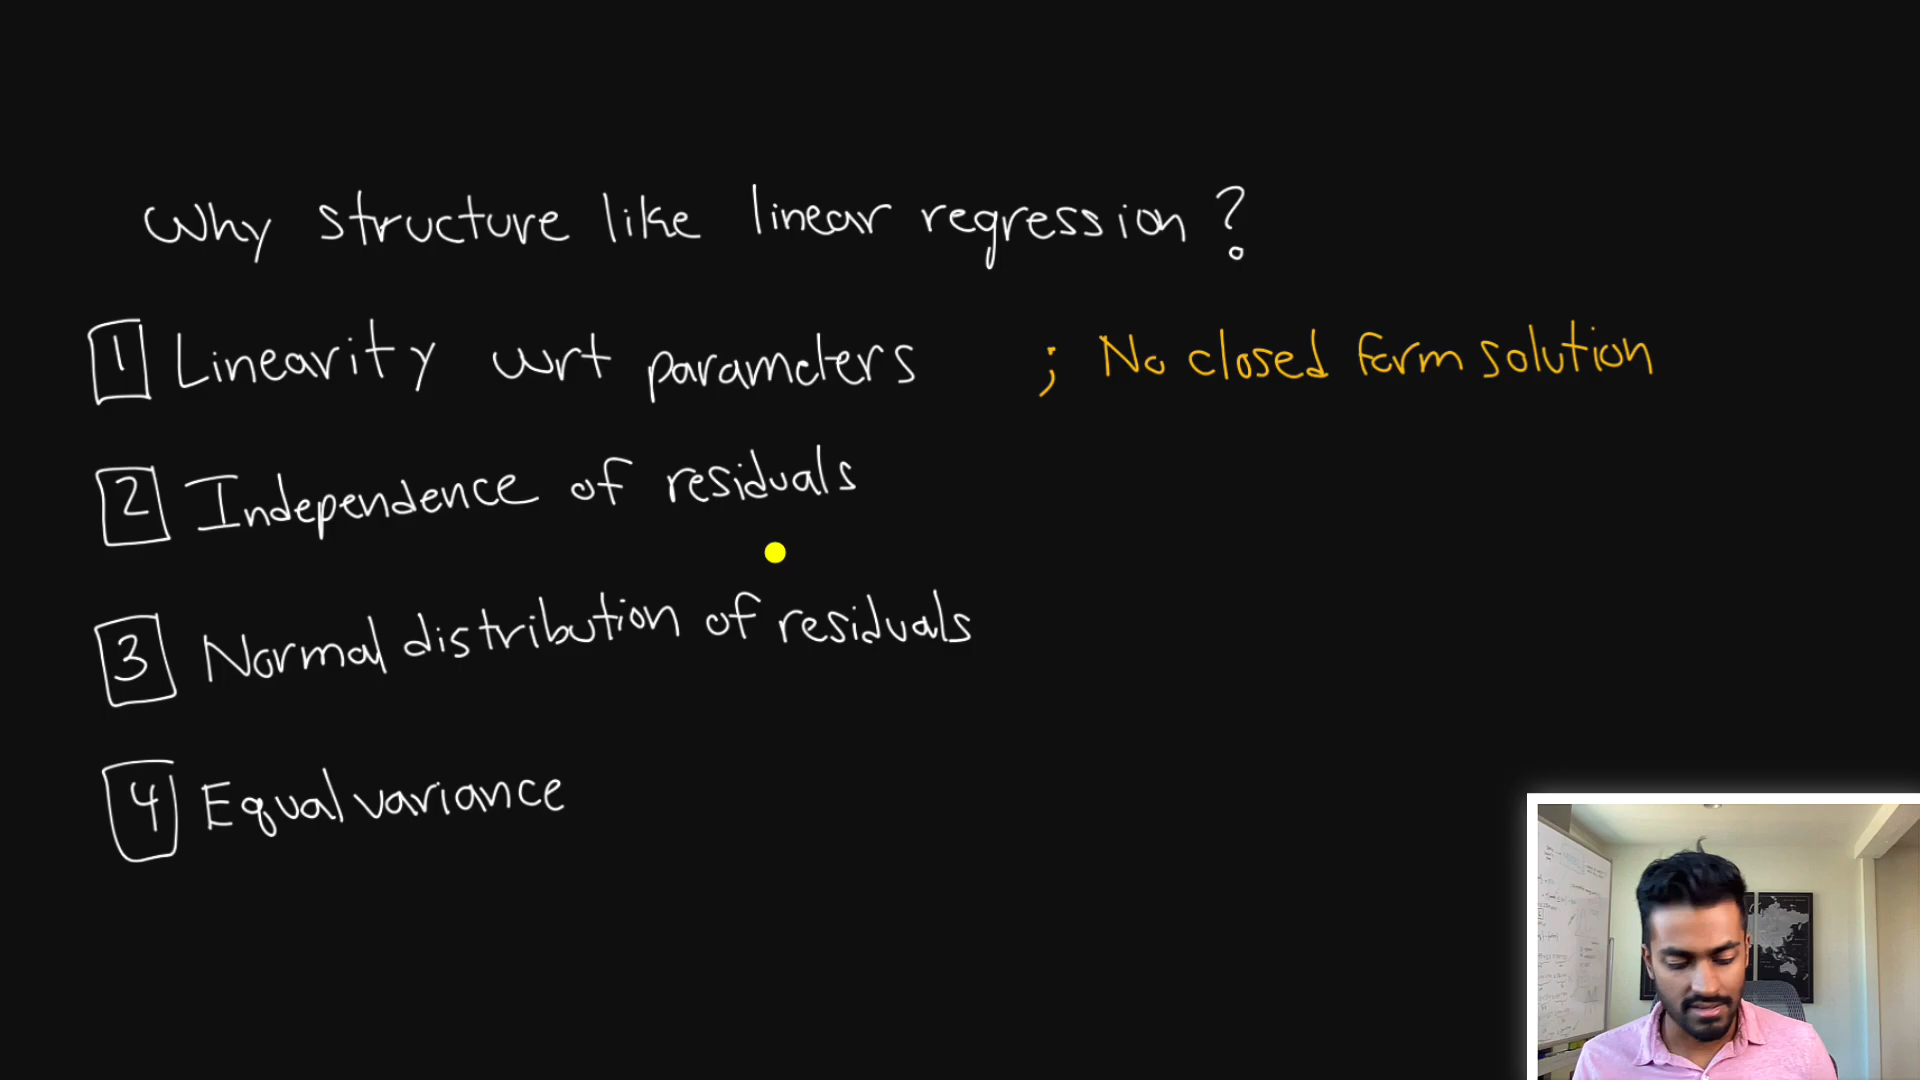 Why structure like linear regression?
1 Linearity wrt parameters ; No closed form solution
2 Independence of residuals
3 Normal distribution of residuals
4 Equal variance